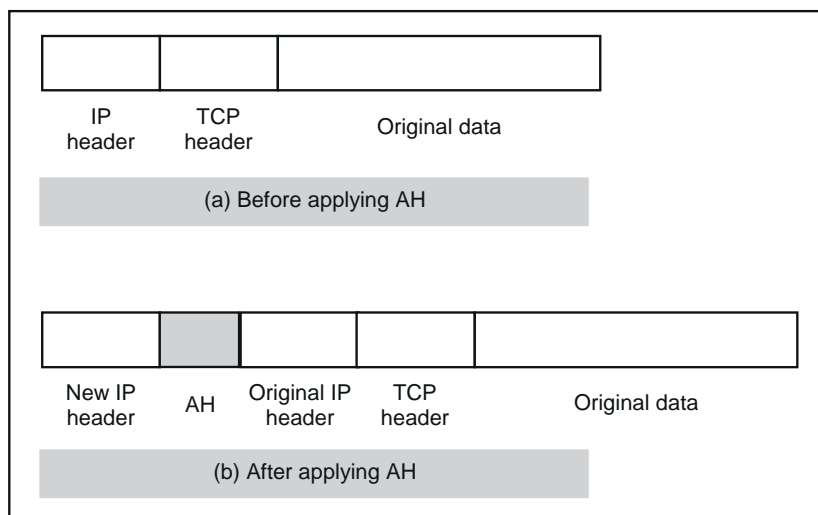 IP
header
TCP
header
Original data
(a) Before applying AH
New IP
header
AH
Original IP
header
TCP
header
Original data
(b) After applying AH